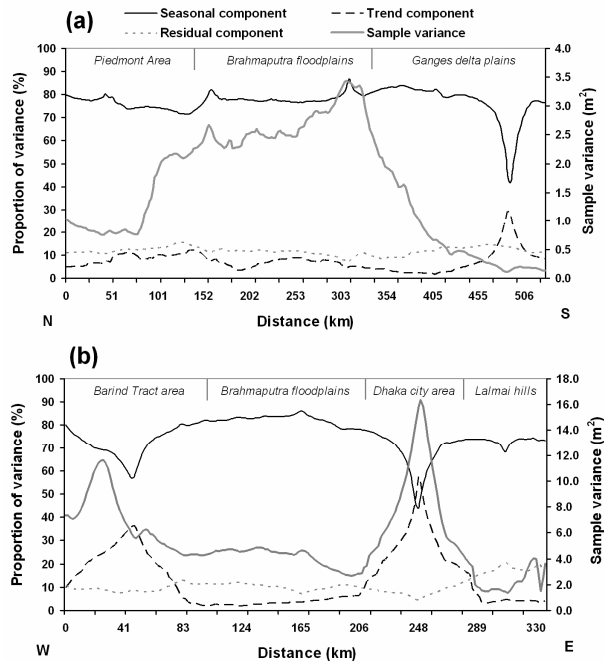 Seasonal component
Trend component
Residual component
Sample variance
(a)
100
90
80
70
60
50
40
30
20
10
0
Proportion of variance (%)
Piedmont Area
Brahmaputra floodplains
Ganges delta plains
4.0
3.5
3.0
2.5
2.0
1.5
1.0
0.5
0.0
Sample variance (m2)
0 51 101 152 202 253 303 354 405 455 506
N
Distance (km)
S
(b)
100
90
80
70
60
50
40
30
20
10
0
Proportion of variance (%)
Barind Tract area
Brahmaputra floodplains
Dhaka city area
Lalmai hills
18.0
16.0
14.0
12.0
10.0
8.0
6.0
4.0
2.0
0.0
Sample variance (m2)
0 41 83 124 165 206 248 289 330
W
Distance (km)
E